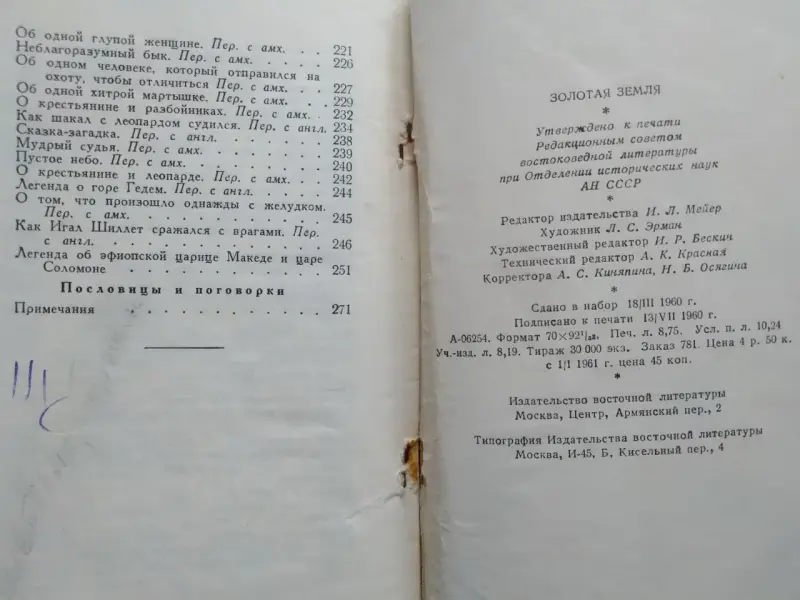 Об одной глупой женщине. Пер. с амх. . . 221
Неблагоразумный бык. Пер. с амх. . . . . 226
Об одном человеке, который отправился на
охоту, чтобы отличиться Пер. с амх. . . . 227
Об одной хитрой мартышке. Пер. с амх. . . 229
О крестьянине и разбойниках. Пер. с амх. . 232
Как шакал с леопардом судился. Пер. с англ. 234
Сказка-загадка. Пер. с англ. . . . . . . . 238
Мудрый судья. Пер. с амх. . . . . . . . . 239
Пустое небо. Пер. с амх. . . . . . . . . . 240
О крестьянине и леопарде. Пер. с амх. . . 242
Легенда о горе Гедем. Пер. с англ. . . . . 244
О том, что произошло однажды с желудком.
Пер. с амх. . . . . . . . . . . . . . 245
Как Игал Шиллет сражался с врагами. Пер.
с англ. . . . . . . . . . . . . . . . 246
Легенда об эфиопской царице Македе и царе
Соломоне . . . . . . . . . . . . . 251
Пословицы и поговорки
Примечания . . . . . . . . . . . . . 271
ЗОЛОТАЯ ЗЕМЛЯ
*
Утверждено к печати
Редакционным советом
востоковедной литературы
при Отделении исторических наук
АН СССР
*
Редактор издательства И. Л. Мейер
Художник Л. С. Эрман
Художественный редактор И. Р. Бескин
Технический редактор А. К. Красная
Корректора А. С. Киняпина, Н. Б. Осягина
*
Сдано в набор 18/III 1960 г.
Подписано к печати 13/VII 1960 г.
А-06254. Формат 70×92 1/32. Печ. л. 8,75. Усл. п. л. 10,24
Уч.-изд. л. 8,19. Тираж 30 000 экз. Заказ 781. Цена 4 р. 50 к.
с 1/I 1961 г. цена 45 коп.
*
Издательство восточной литературы
Москва, Центр, Армянский пер., 2
Типография Издательства восточной литературы
Москва, И-45, Б. Кисельный пер., 4